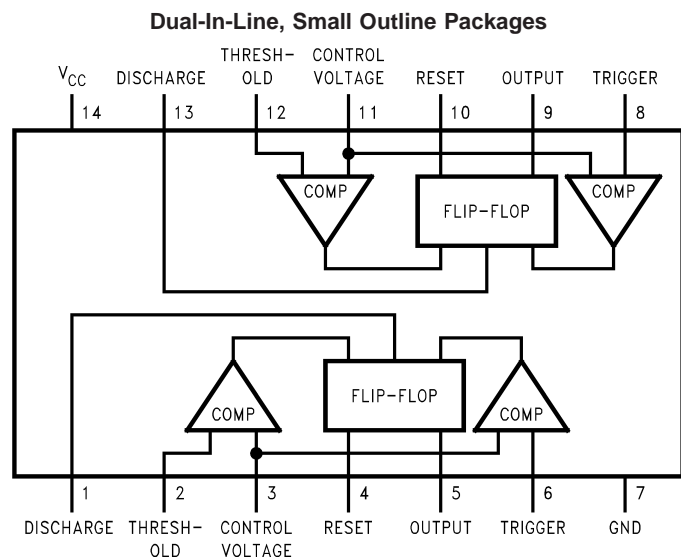 Dual-In-Line, Small Outline Packages
THRESH- CONTROL
VCC DISCHARGE OLD VOLTAGE RESET OUTPUT TRIGGER
14 13 12 11 10 9 8
COMP COMP
FLIP-FLOP
FLIP-FLOP
COMP COMP
1 2 3 4 5 6 7
DISCHARGE THRESH- CONTROL RESET OUTPUT TRIGGER GND
OLD VOLTAGE